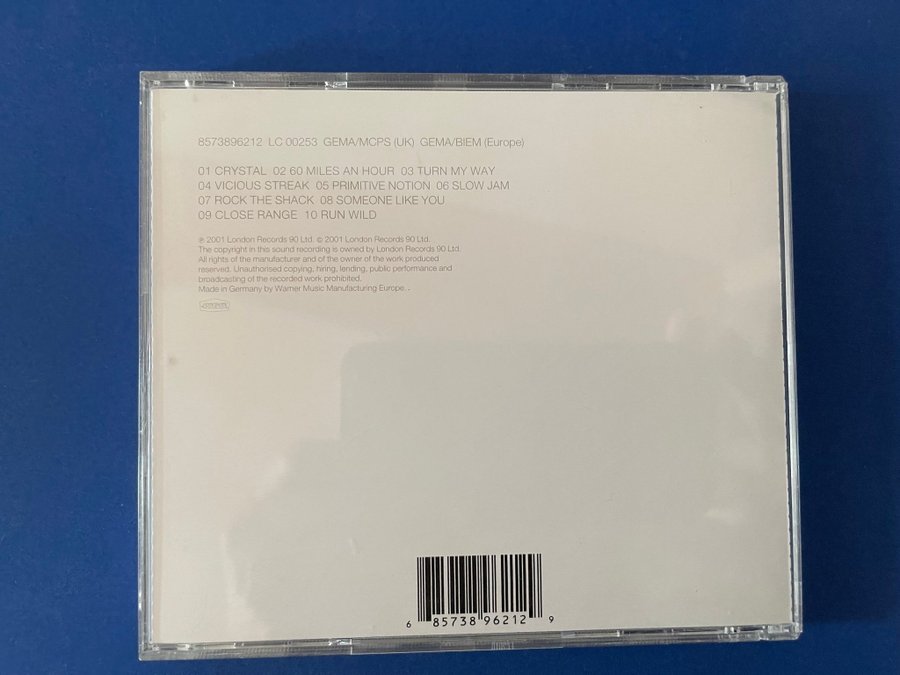 8573896212 LC 00253 GEMA/MCPS (UK) GEMA/BIEM (Europe)
01 CRYSTAL 02 60 MILES AN HOUR 03 TURN MY WAY
04 VICIOUS STREAK 05 PRIMITIVE NOTION 06 SLOW JAM
07 ROCK THE SHACK 08 SOMEONE LIKE YOU
09 CLOSE RANGE 10 RUN WILD
℗ 2001 London Records 90 Ltd. © 2001 London Records 90 Ltd.
The copyright in this sound recording is owned by London Records 90 Ltd.
All rights of the manufacturer and of the owner of the work produced
reserved. Unauthorised copying, hiring, lending, public performance and
broadcasting of the recorded work prohibited.
Made in Germany by Warner Music Manufacturing Europe. .
6 85738 96212 9